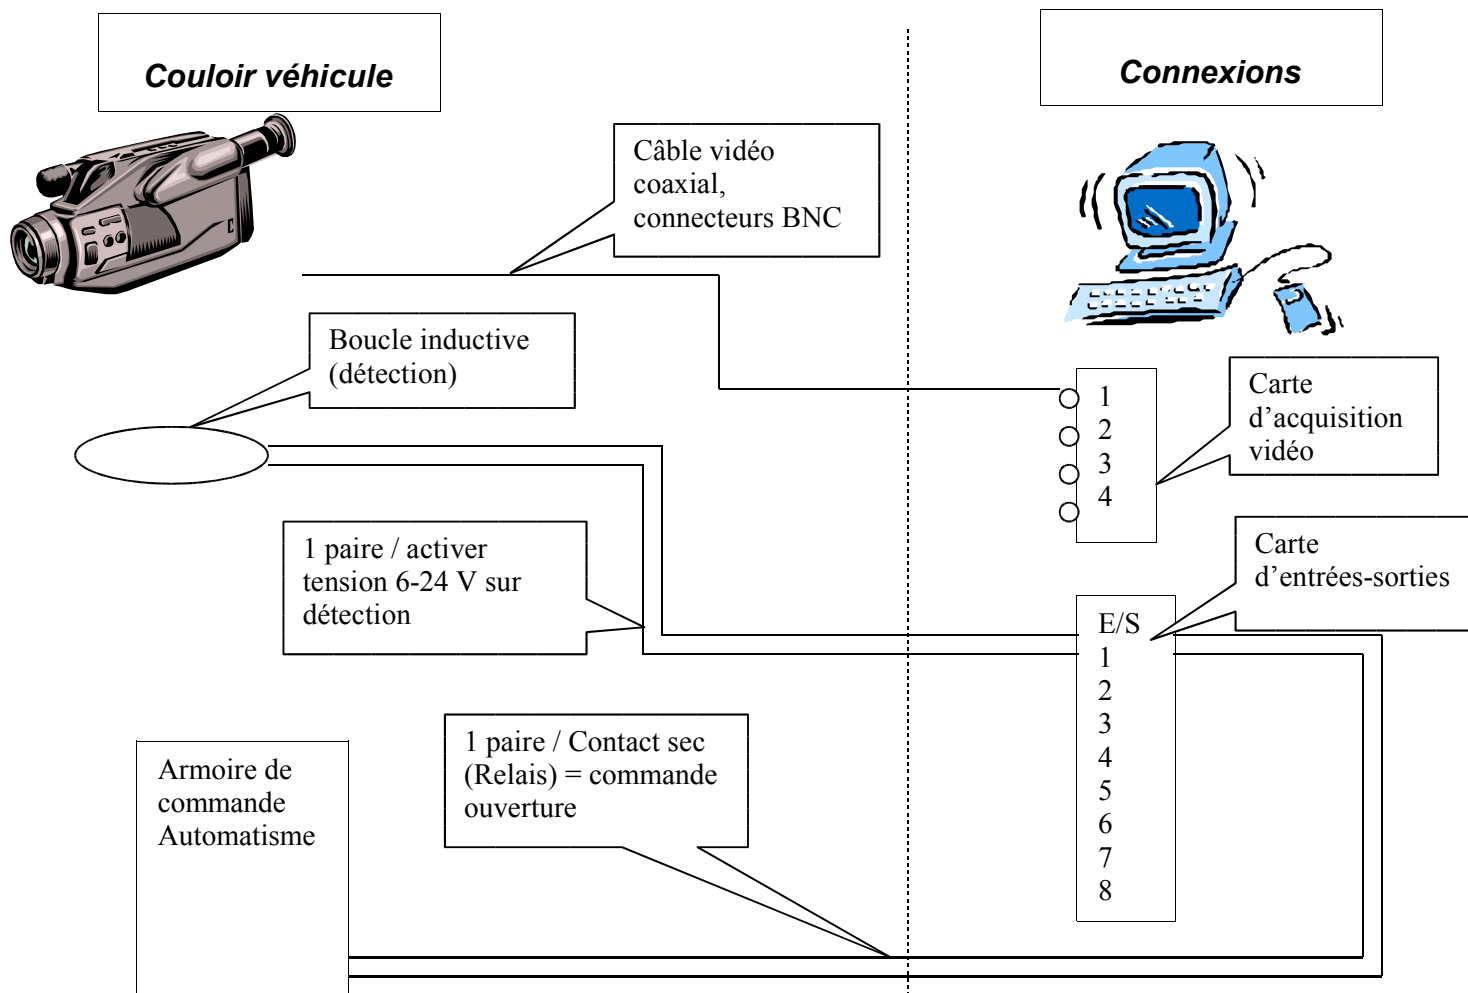 Couloir véhicule
Connexions
Câble vidéo
coaxial,
connecteurs BNC
Boucle inductive
(détection)
1
2
3
4
Carte
d’acquisition
vidéo
1 paire / activer
tension 6-24 V sur
détection
Carte
d’entrées-sorties
E/S
1
2
3
4
5
6
7
8
1 paire / Contact sec
(Relais) = commande
ouverture
Armoire de
commande
Automatisme